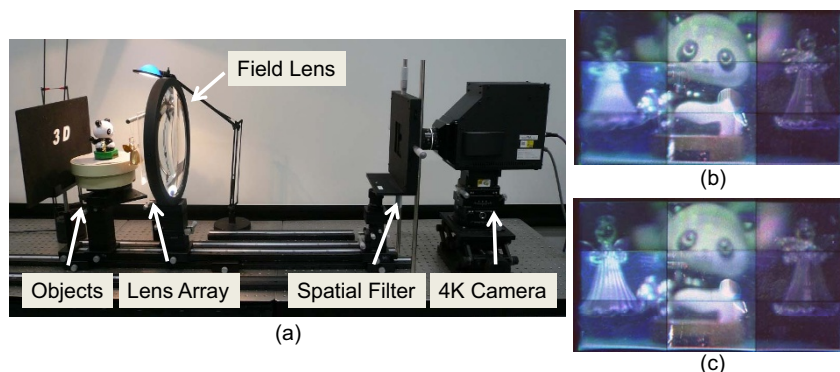 Field Lens
3D
Objects
Lens Array
Spatial Filter
4K Camera
(a)
(b)
(c)